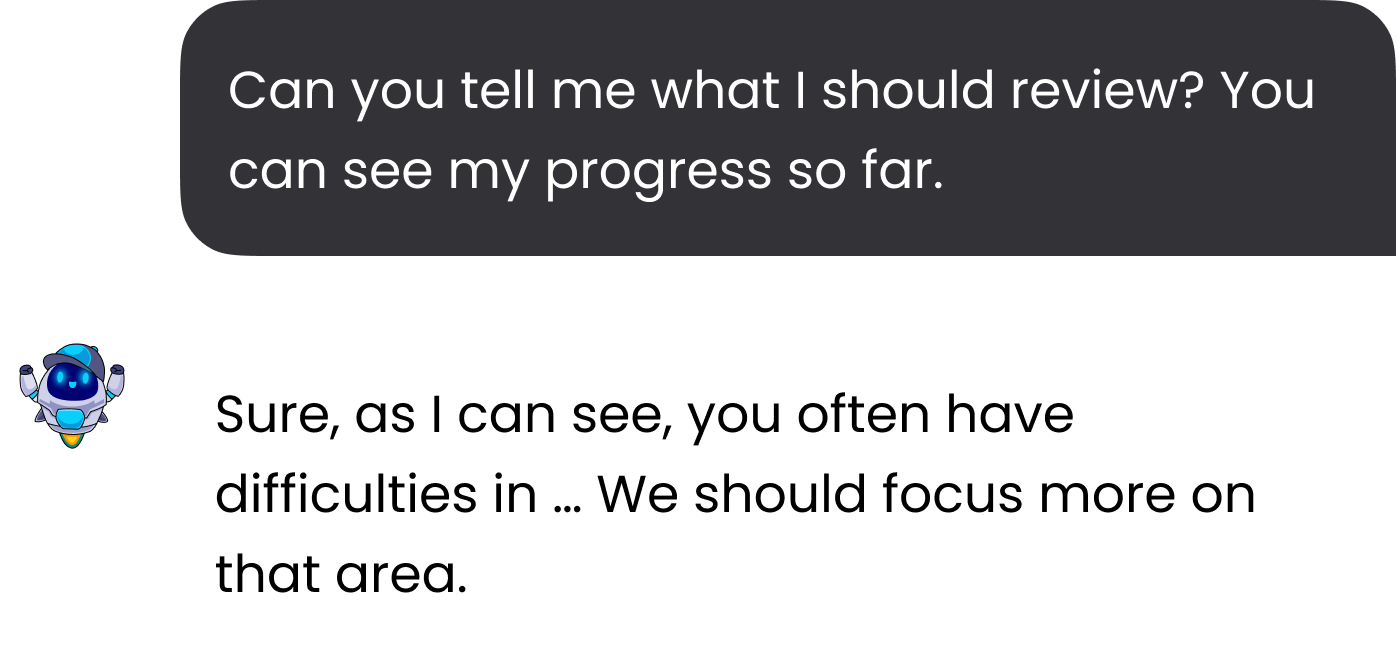 Can you tell me what I should review? You
can see my progress so far.
Sure, as I can see, you often have
difficulties in ... We should focus more on
that area.